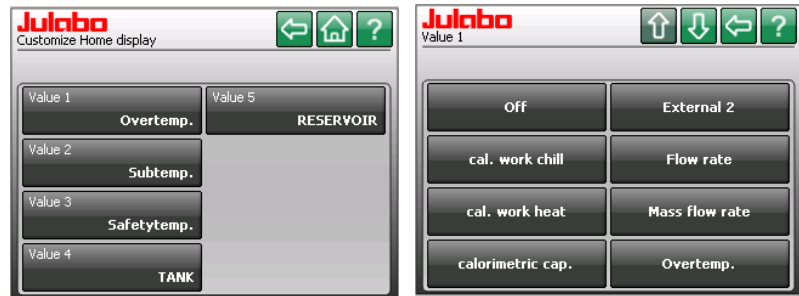 Julabo
Customize Home display
?
Value 1
Overtemp.
Value 5
RESERVOIR
Value 2
Subtemp.
Value 3
Safetytemp.
Value 4
TANK
Julabo
Value 1
?
Off
External 2
cal. work chill
Flow rate
cal. work heat
Mass flow rate
calorimetric cap.
Overtemp.